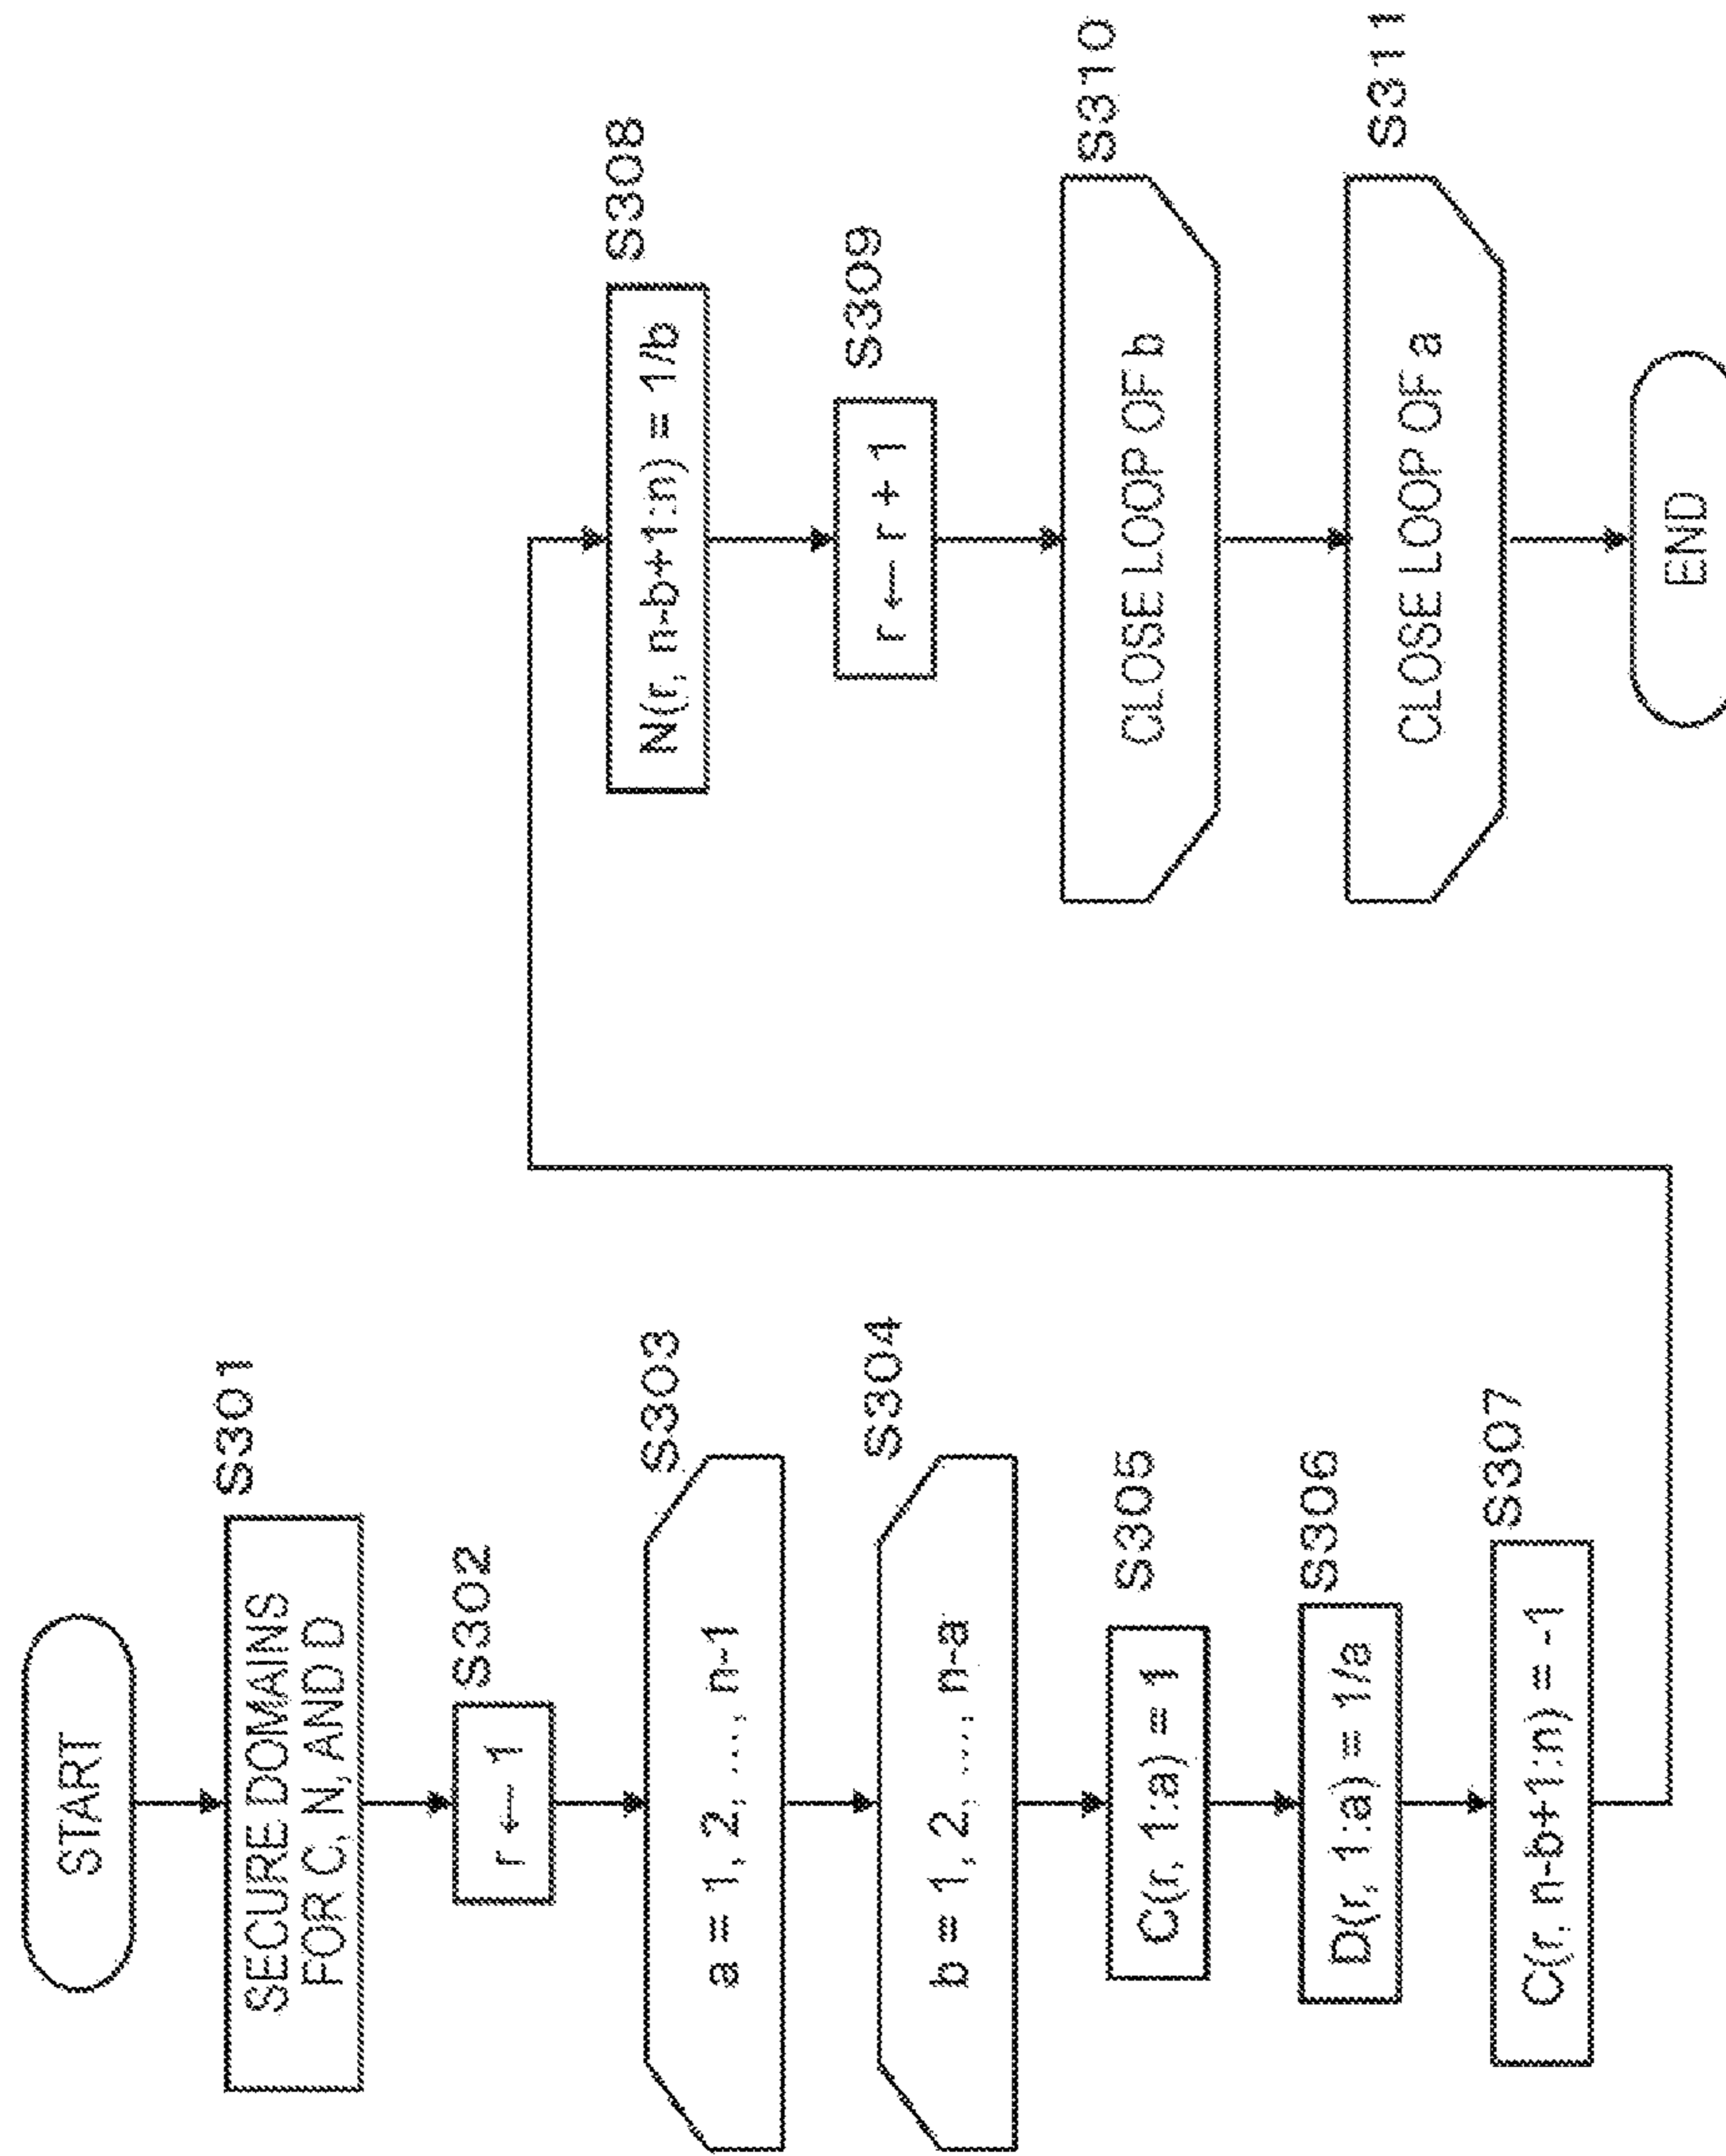 START
S301
SECURE DOMAINS
FOR C, N, AND D
S302
r ← 1
S303
a = 1, 2, ..., n-1
S304
b = 1, 2, ..., n-a
S305
C(r, 1:a) = 1
S306
D(r, 1:a) = 1/a
S307
C(r, n-b+1:n) = -1
S308
N(r, n-b+1:n) = 1/b
S309
r ← r + 1
S310
CLOSE LOOP OF b
S311
CLOSE LOOP OF a
END